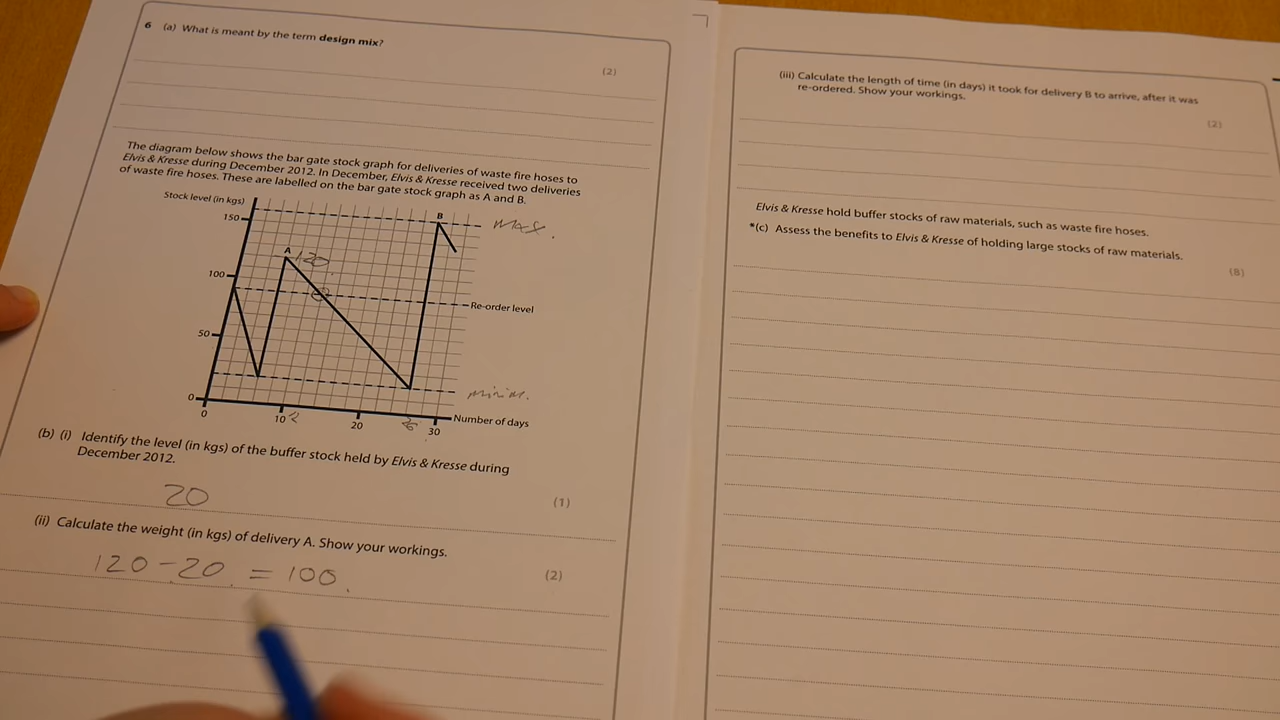 6 (a) What is meant by the term design mix?
(2)
The diagram below shows the bar gate stock graph for deliveries of waste fire hoses to
Elvis & Kresse during December 2012. In December, Elvis & Kresse received two deliveries
of waste fire hoses. These are labelled on the bar gate stock graph as A and B.
Stock level (in kgs)
150
B
max.
A
120
100
Re-order level
50
minim.
0
0
10
12
20
26
30
Number of days
(b) (i) Identify the level (in kgs) of the buffer stock held by Elvis & Kresse during
December 2012.
20
(1)
(ii) Calculate the weight (in kgs) of delivery A. Show your workings.
120 - 20 = 100.
(2)
(iii) Calculate the length of time (in days) it took for delivery B to arrive, after it was
re-ordered. Show your workings.
(2)
Elvis & Kresse hold buffer stocks of raw materials, such as waste fire hoses.
*(c) Assess the benefits to Elvis & Kresse of holding large stocks of raw materials.
(8)